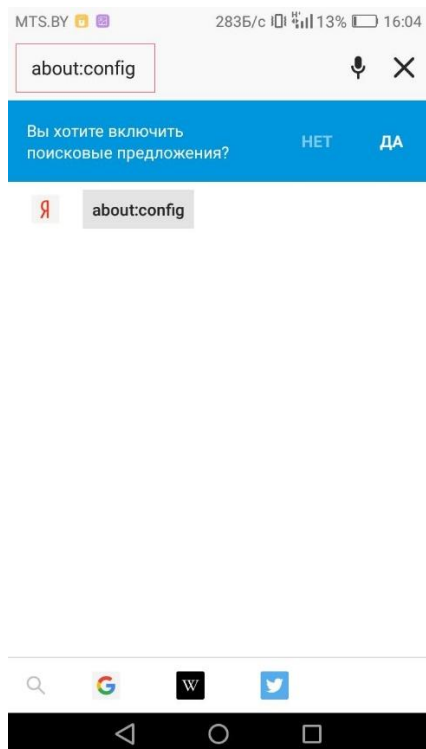 MTS.BY 283Б/с 13% 16:04
about:config
Вы хотите включить
поисковые предложения?
НЕТ ДА
Я about:config
G W